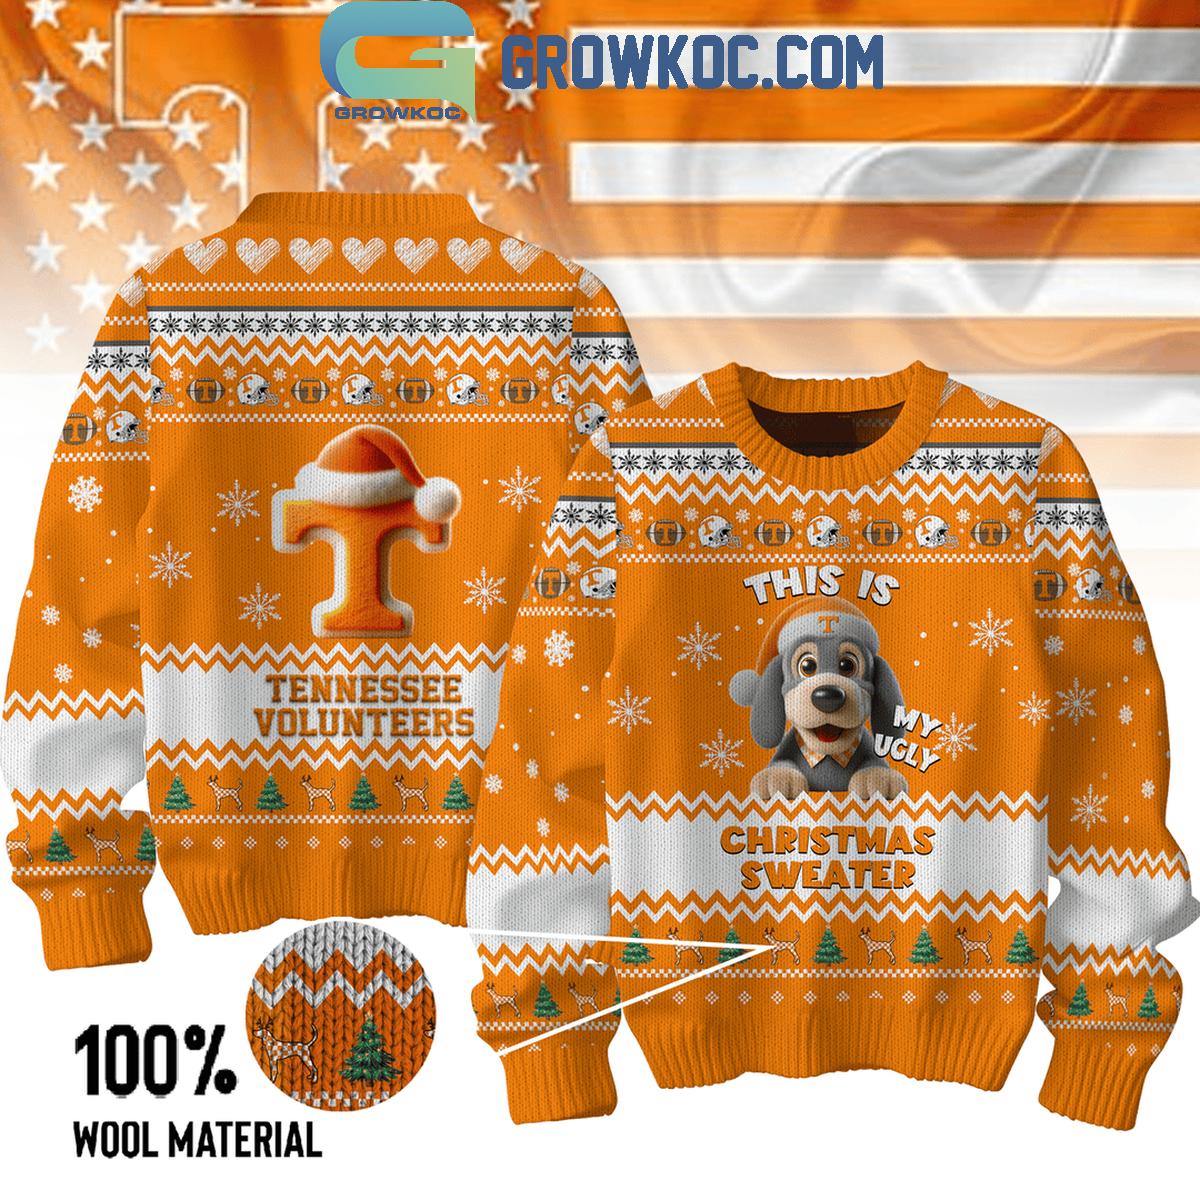 GROWKOC
GROWKOC.COM
T
TENNESSEE
VOLUNTEERS
THIS IS
T
MY
UGLY
CHRISTMAS
SWEATER
100%
WOOL MATERIAL